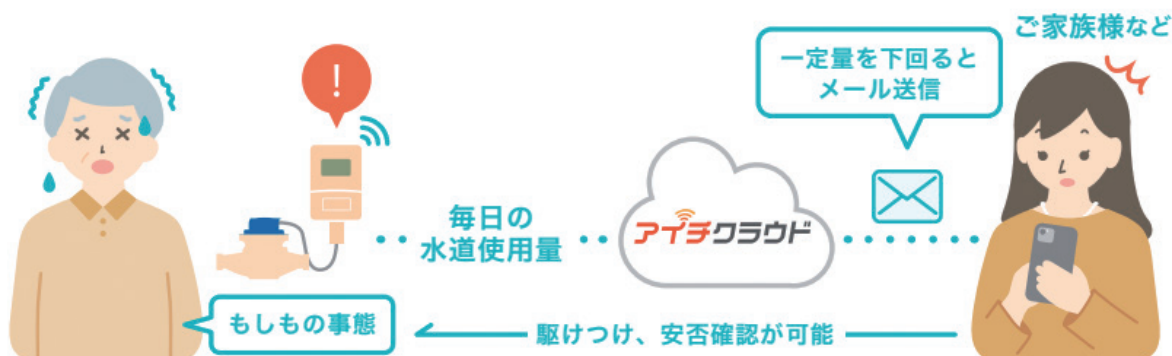 ご家族様など
一定量を下回ると
メール送信
!
毎日の
水道使用量
アイチクラウド
もしもの事態
駆けつけ、安否確認が可能